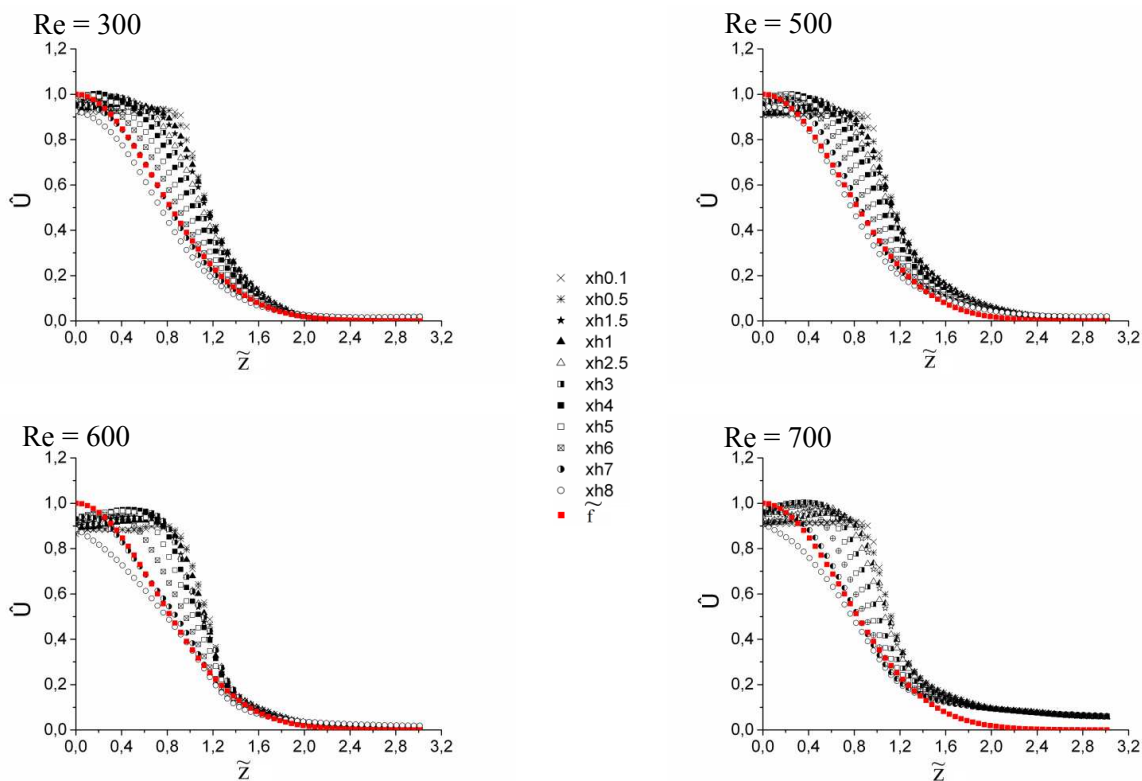 Re = 300
1,2
1,0
0,8
0,6
0,4
0,2
0,0
Û
0,0 0,4 0,8 1,2 1,6 2,0 2,4 2,8 3,2
z̃
Re = 500
1,2
1,0
0,8
0,6
0,4
0,2
0,0
Û
0,0 0,4 0,8 1,2 1,6 2,0 2,4 2,8 3,2
z̃
xh0.1
xh0.5
xh1.5
xh1
xh2.5
xh3
xh4
xh5
xh6
xh7
xh8
f̃
Re = 600
1,2
1,0
0,8
0,6
0,4
0,2
0,0
Û
0,0 0,4 0,8 1,2 1,6 2,0 2,4 2,8 3,2
z̃
Re = 700
1,2
1,0
0,8
0,6
0,4
0,2
0,0
Û
0,0 0,4 0,8 1,2 1,6 2,0 2,4 2,8 3,2
z̃